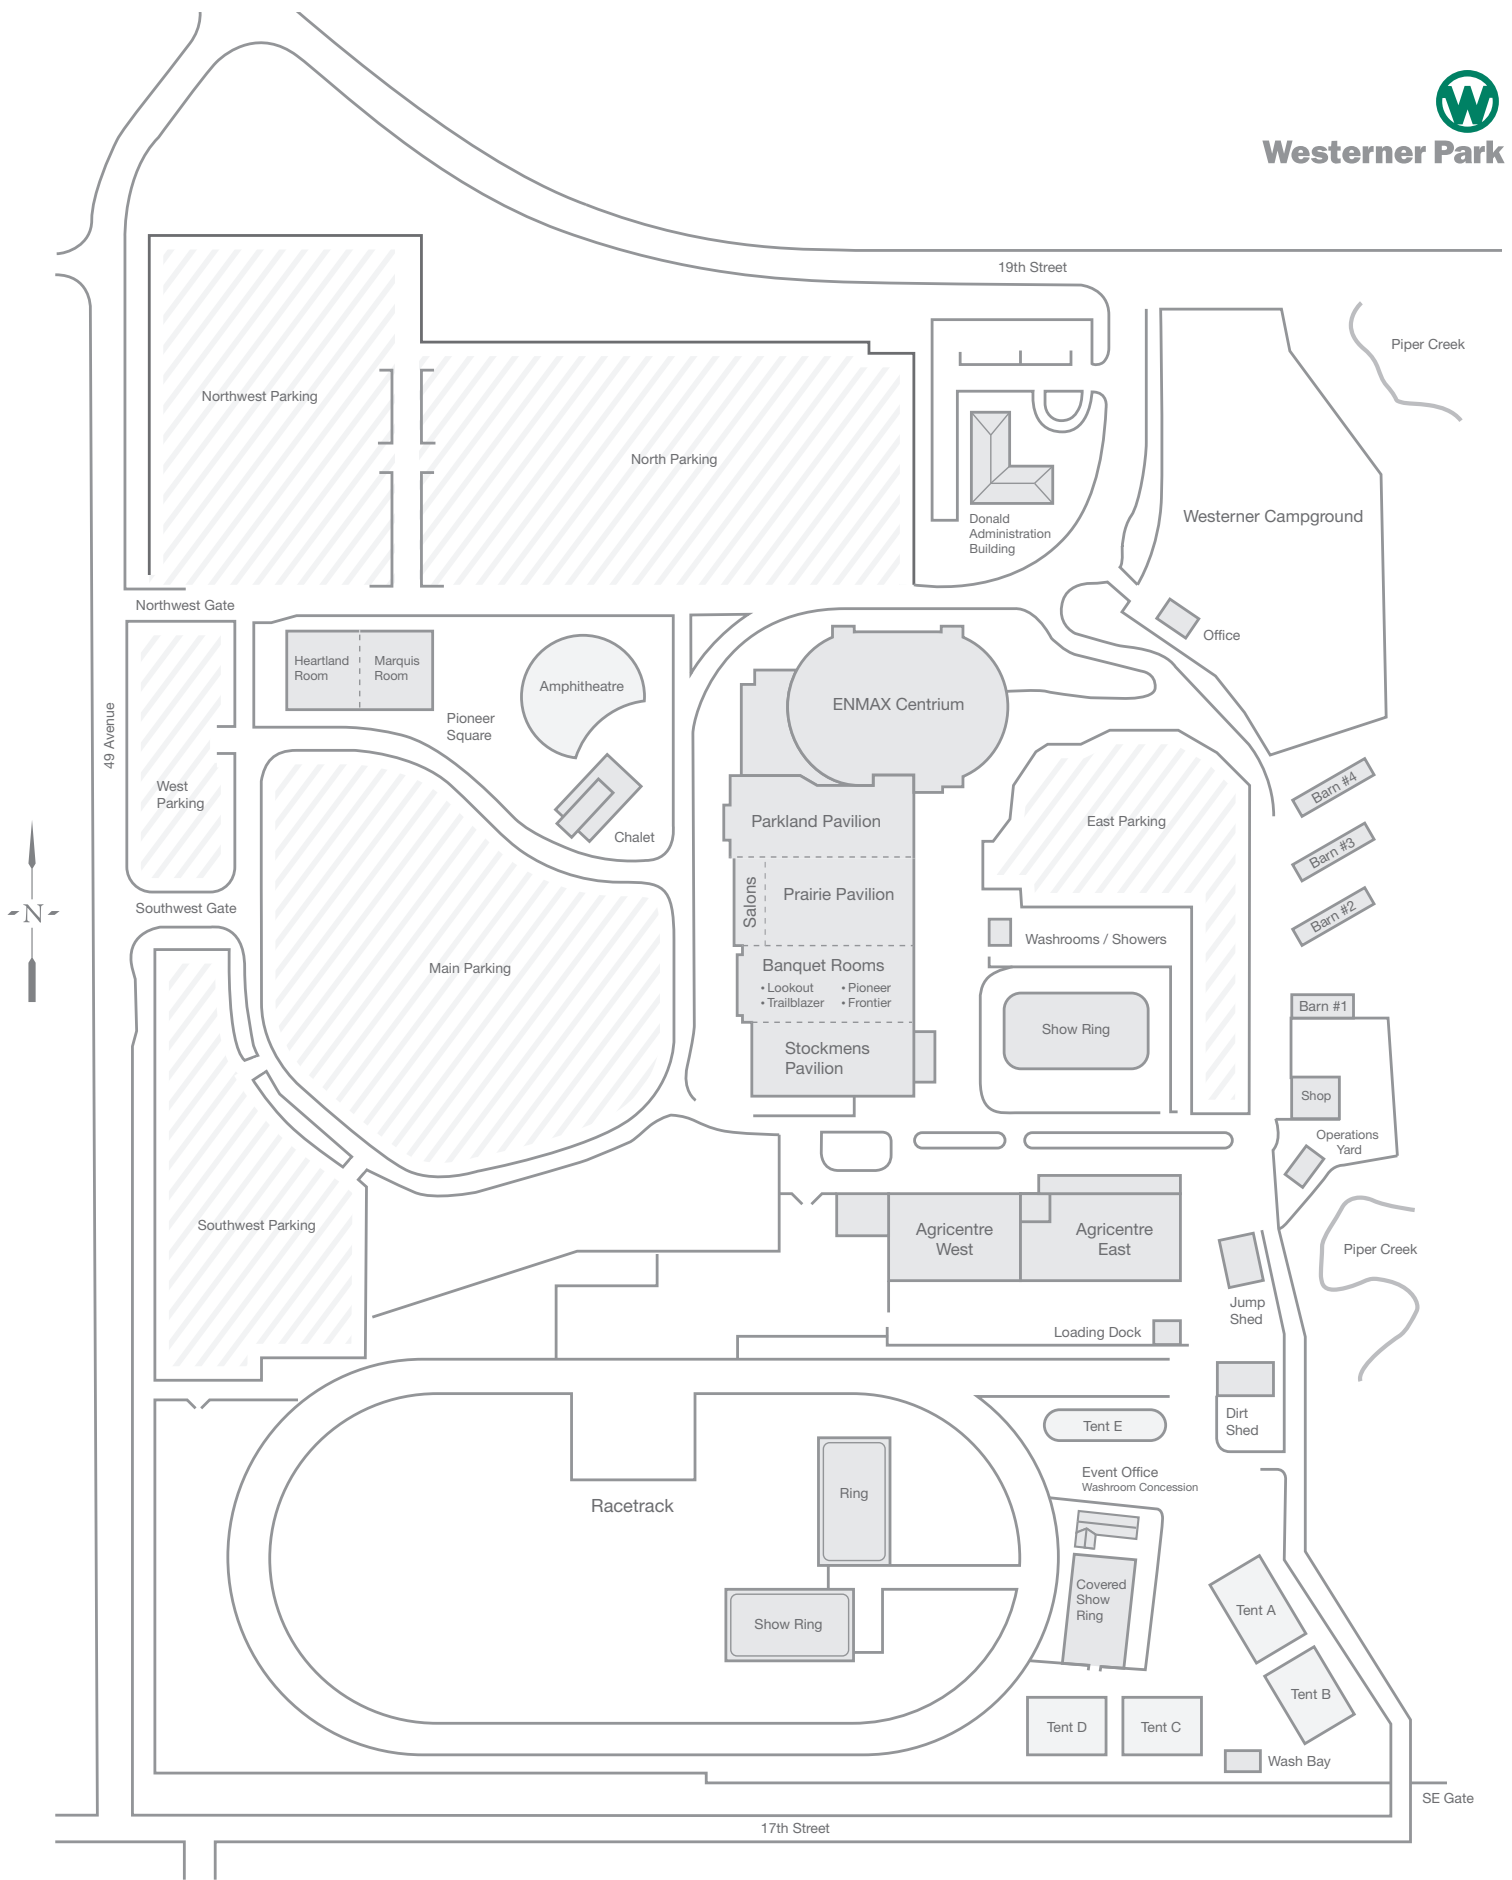 W
Westerner Park
19th Street
Piper Creek
Northwest Parking
North Parking
Westerner Campground
Donald
Administration
Building
Northwest Gate
Office
Heartland
Room
Marquis
Room
Amphitheatre
ENMAX Centrium
Pioneer
Square
49 Avenue
West
Parking
Chalet
Parkland Pavilion
East Parking
Barn #4
Barn #3
Barn #2
Salons
Prairie Pavilion
Southwest Gate
-N-
Washrooms / Showers
Main Parking
Banquet Rooms
• Lookout
• Pioneer
• Trailblazer
• Frontier
Barn #1
Show Ring
Stockmens
Pavilion
Shop
Operations
Yard
Southwest Parking
Agricentre
West
Agricentre
East
Piper Creek
Jump
Shed
Loading Dock
Dirt
Shed
Tent E
Event Office
Washroom Concession
Ring
Racetrack
Covered
Show
Ring
Tent A
Show Ring
Tent B
Tent D
Tent C
Wash Bay
SE Gate
17th Street